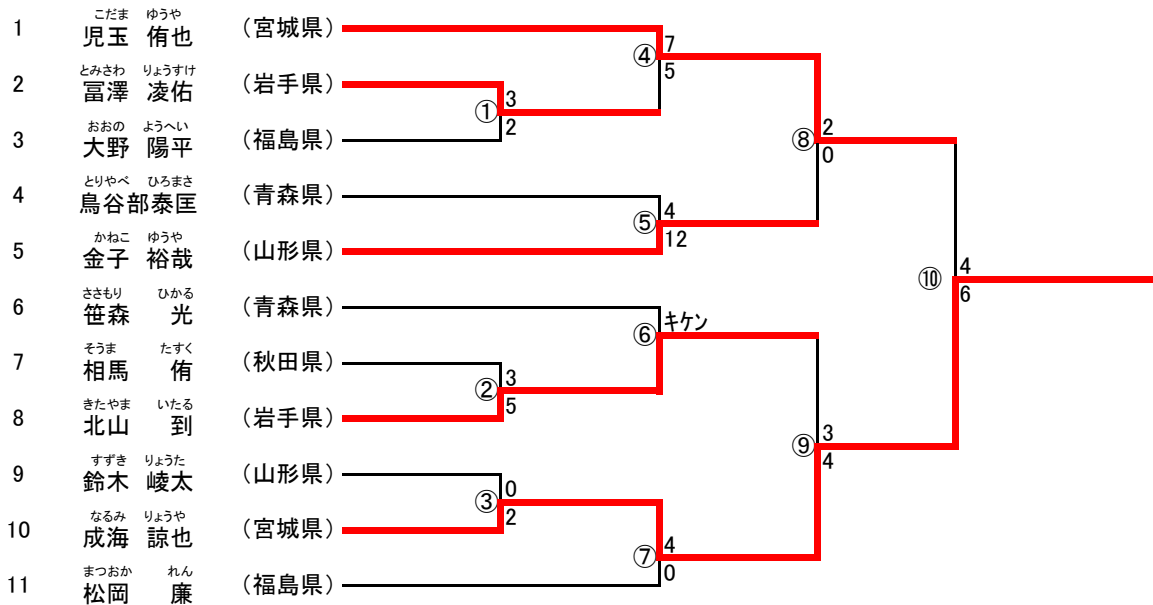 こだま ゆうや
1 児玉 侑也 （宮城県）
とみさわ りょうすけ
2 冨澤 凌佑 （岩手県）
おおの ようへい
3 大野 陽平 （福島県）
とりやべ ひろまさ
4 鳥谷部泰匡 （青森県）
かねこ ゆうや
5 金子 裕哉 （山形県）
ささもり ひかる
6 笹森 光 （青森県）
そうま たすく
7 相馬 侑 （秋田県）
きたやま いたる
8 北山 到 （岩手県）
すずき りょうた
9 鈴木 崚太 （山形県）
なるみ りょうや
10 成海 諒也 （宮城県）
まつおか れん
11 松岡 廉 （福島県）
① 3
2
② 3
5
③ 0
2
④ 7
5
⑤ 4
12
⑥ キケン
⑦ 4
0
⑧ 2
0
⑨ 3
4
⑩ 4
6